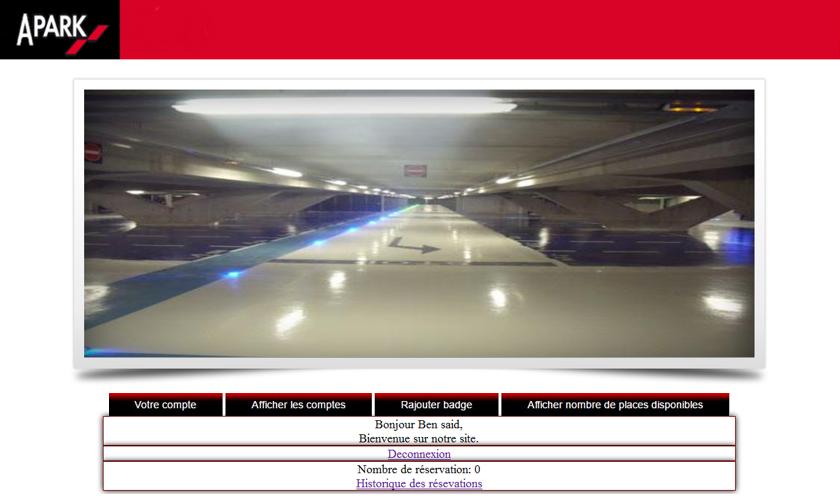 APARK
Votre compte
Afficher les comptes
Rajouter badge
Afficher nombre de places disponibles
Bonjour Ben said,
Bienvenue sur notre site.
Deconnexion
Nombre de réservation: 0
Historique des résevations